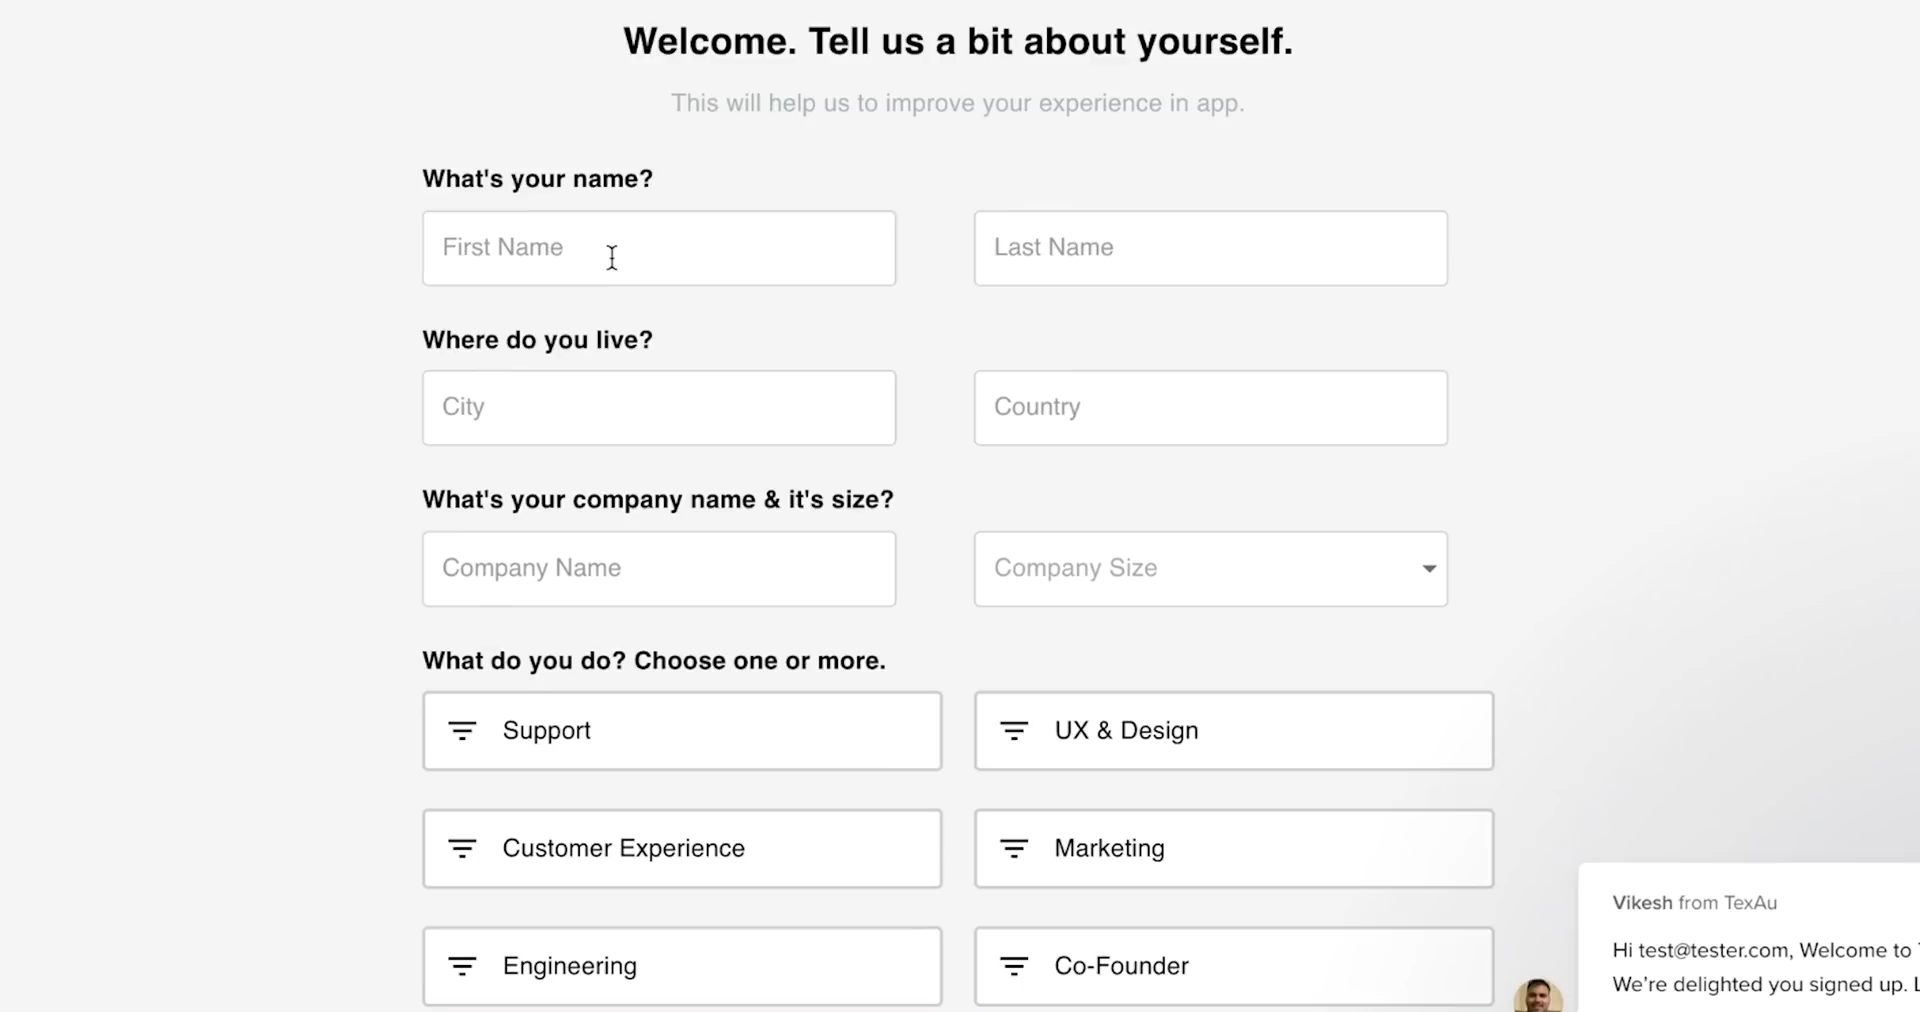 Welcome. Tell us a bit about yourself.
This will help us to improve your experience in app.
What's your name?
First Name
Last Name
Where do you live?
City
Country
What's your company name & it's size?
Company Name
Company Size
What do you do? Choose one or more.
Support
UX & Design
Customer Experience
Marketing
Engineering
Co-Founder
Vikesh from TexAu
Hi test@tester.com, Welcome to
We're delighted you signed up.